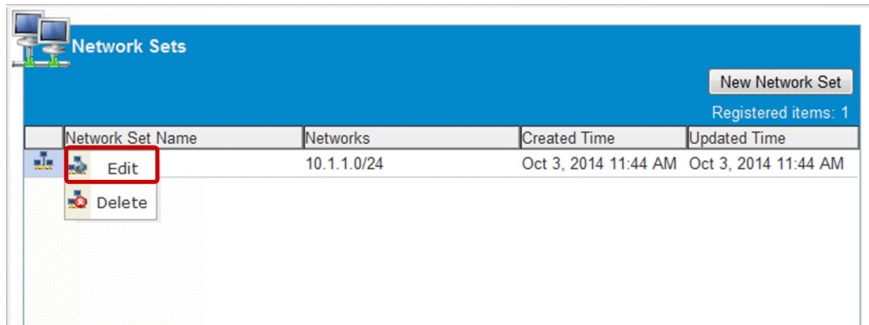 Network Sets
New Network Set
Registered items: 1
Network Set Name Networks Created Time Updated Time
Edit 10.1.1.0/24 Oct 3, 2014 11:44 AM Oct 3, 2014 11:44 AM
Delete